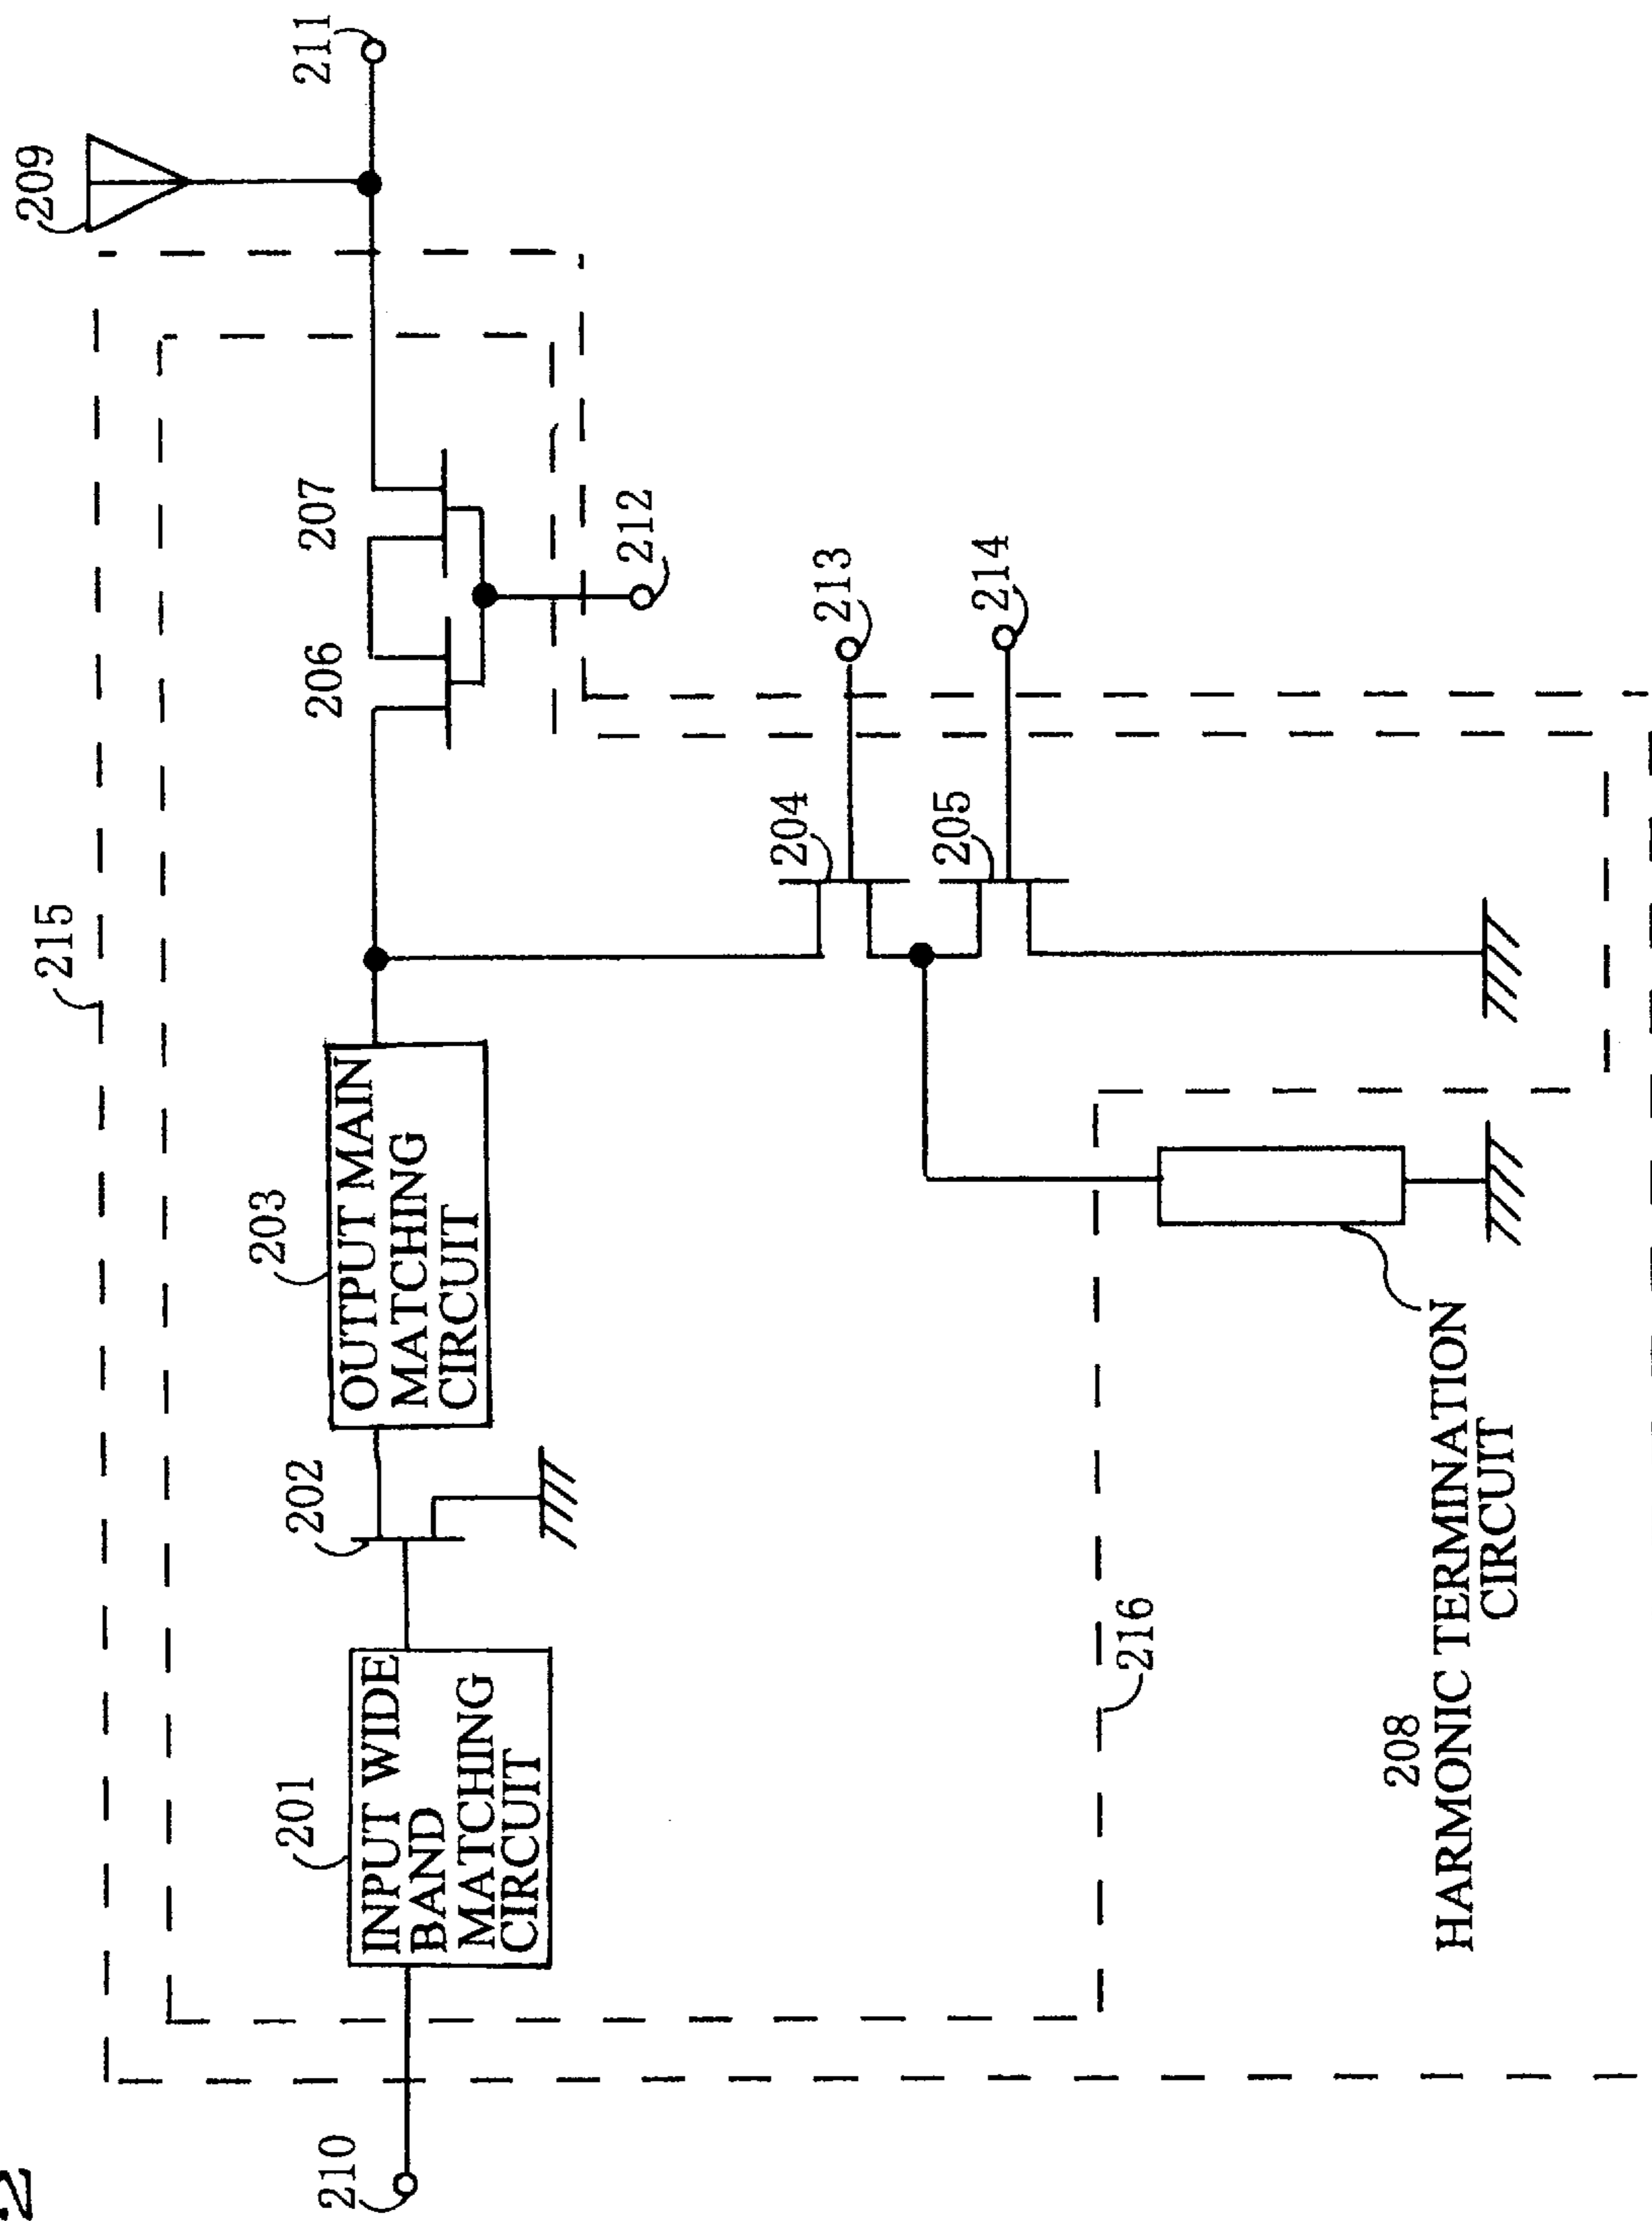 209
211
215
206
207
212
203
OUTPUT MAIN
MATCHING
CIRCUIT
202
201
INPUT WIDE
BAND
MATCHING
CIRCUIT
210
204
213
205
214
216
208
HARMONIC TERMINATION
CIRCUIT